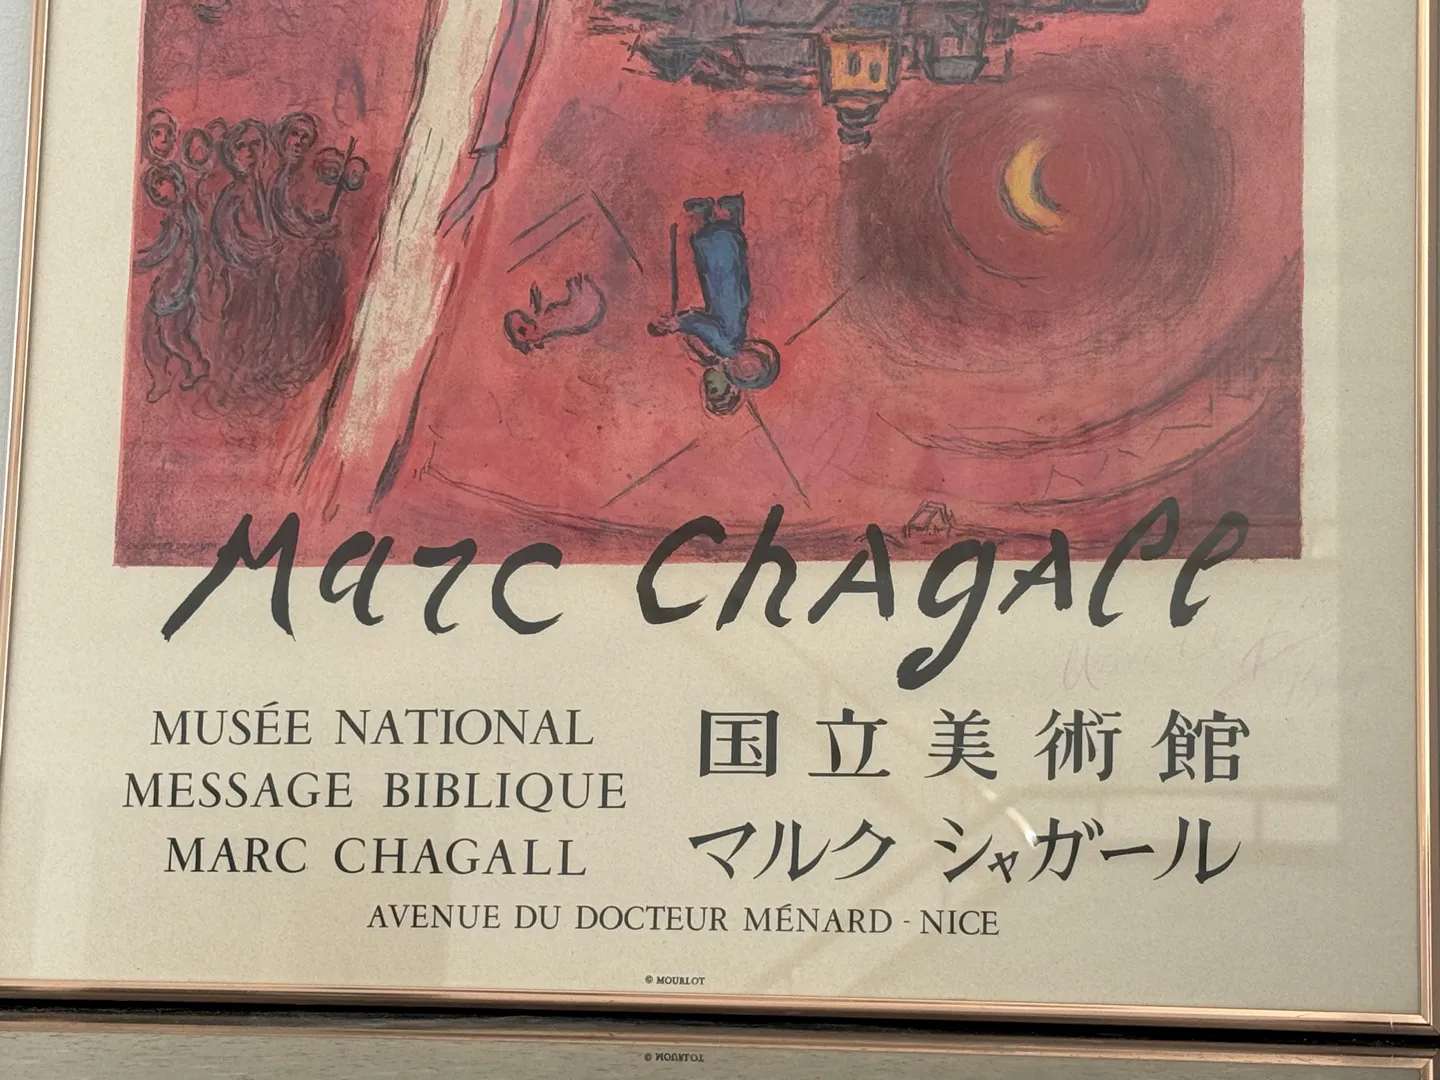 Marc Chagall
MUSÉE NATIONAL
MESSAGE BIBLIQUE
MARC CHAGALL
国立美術館
マルク シャガール
AVENUE DU DOCTEUR MÉNARD - NICE
© MOURLOT